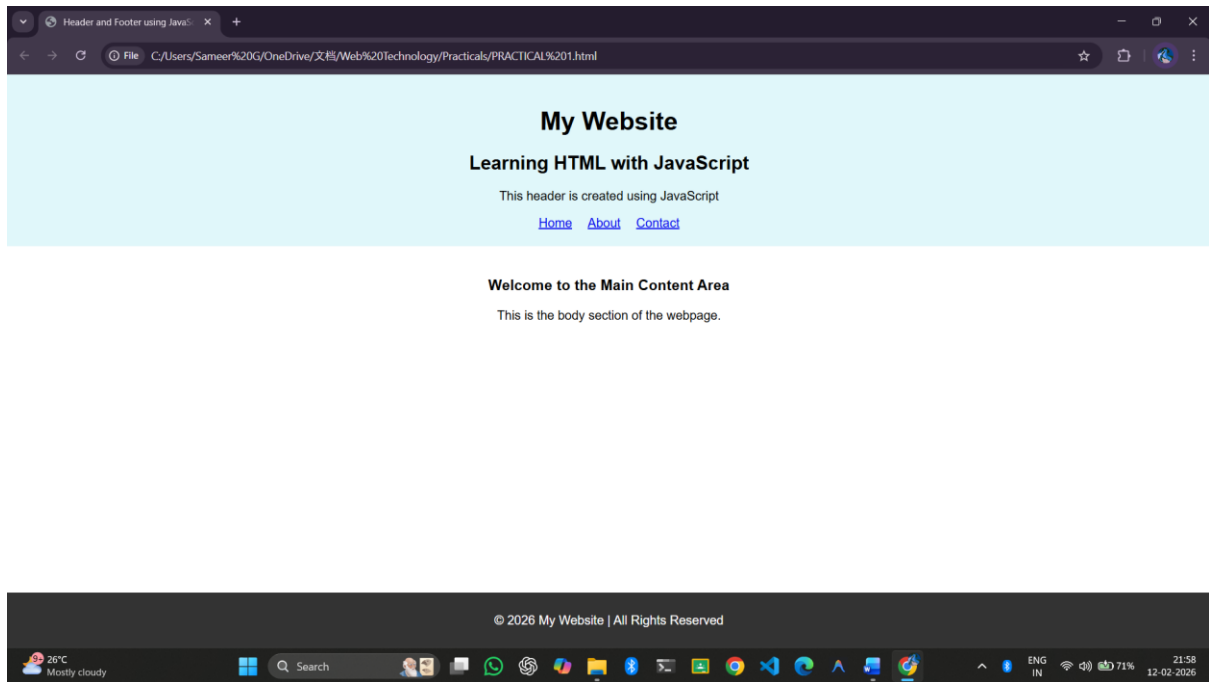 Header and Footer using JavaS
File C:/Users/Sameer%20G/OneDrive/文档/Web%20Technology/Practicals/PRACTICAL%201.html
My Website
Learning HTML with JavaScript
This header is created using JavaScript
Home About Contact
Welcome to the Main Content Area
This is the body section of the webpage.
© 2026 My Website | All Rights Reserved
26°C
Mostly cloudy
Search
ENG
IN
71%
21:58
12-02-2026